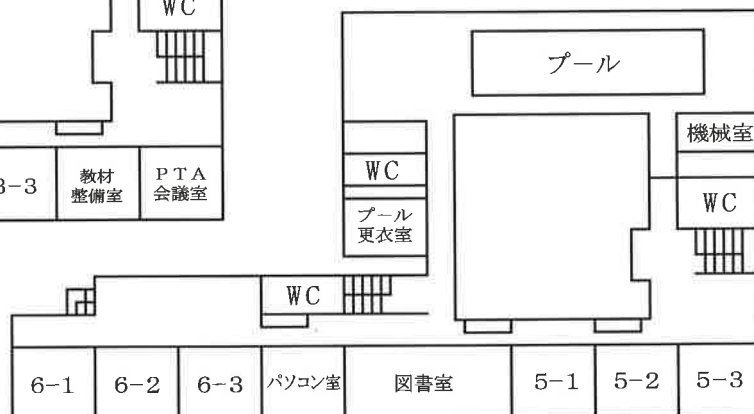 WC
プール
機械室
WC
3-3
教材
整備室
PTA
会議室
WC
プール
更衣室
WC
6-1
6-2
6-3
パソコン室
図書室
5-1
5-2
5-3